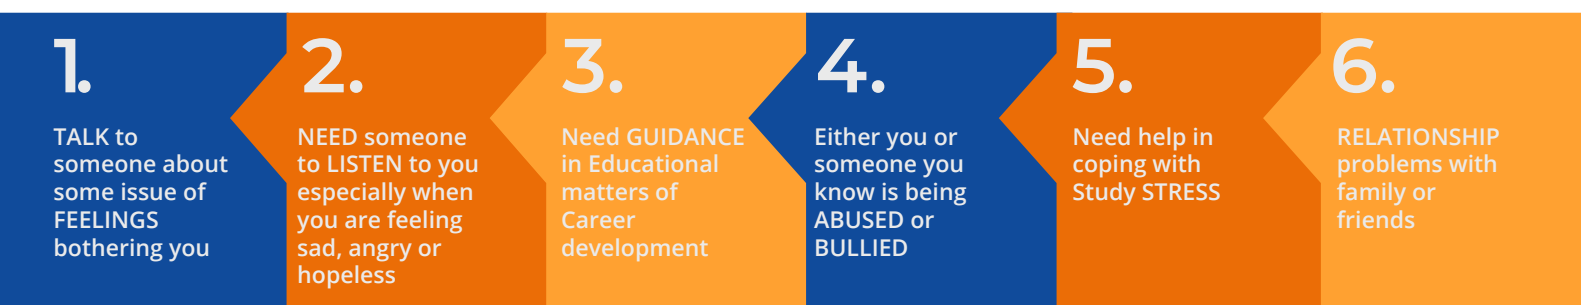 1.
TALK to
someone about
some issue of
FEELINGS
bothering you
2.
NEED someone
to LISTEN to you
especially when
you are feeling
sad, angry or
hopeless
3.
Need GUIDANCE
in Educational
matters of
Career
development
4.
Either you or
someone you
know is being
ABUSED or
BULLIED
5.
Need help in
coping with
Study STRESS
6.
RELATIONSHIP
problems with
family or
friends